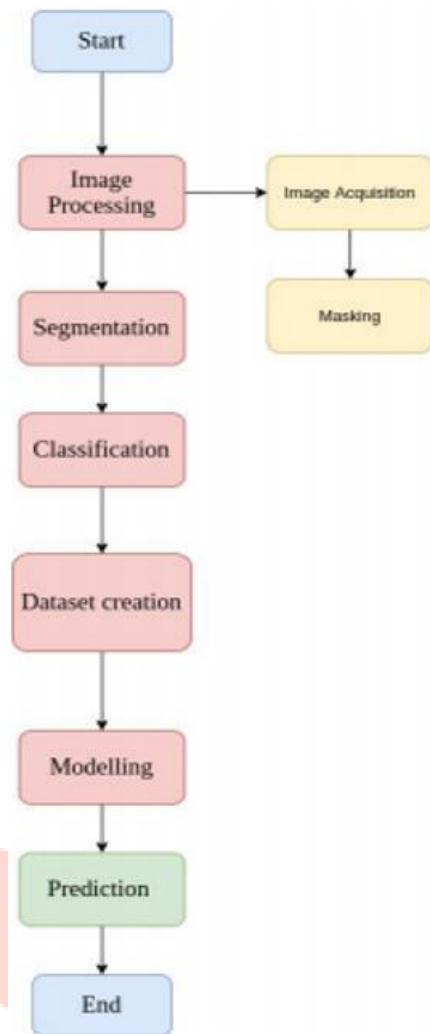 Start
Image
Processing
Image Acquisition
Segmentation
Masking
Classification
Dataset creation
Modelling
Prediction
End